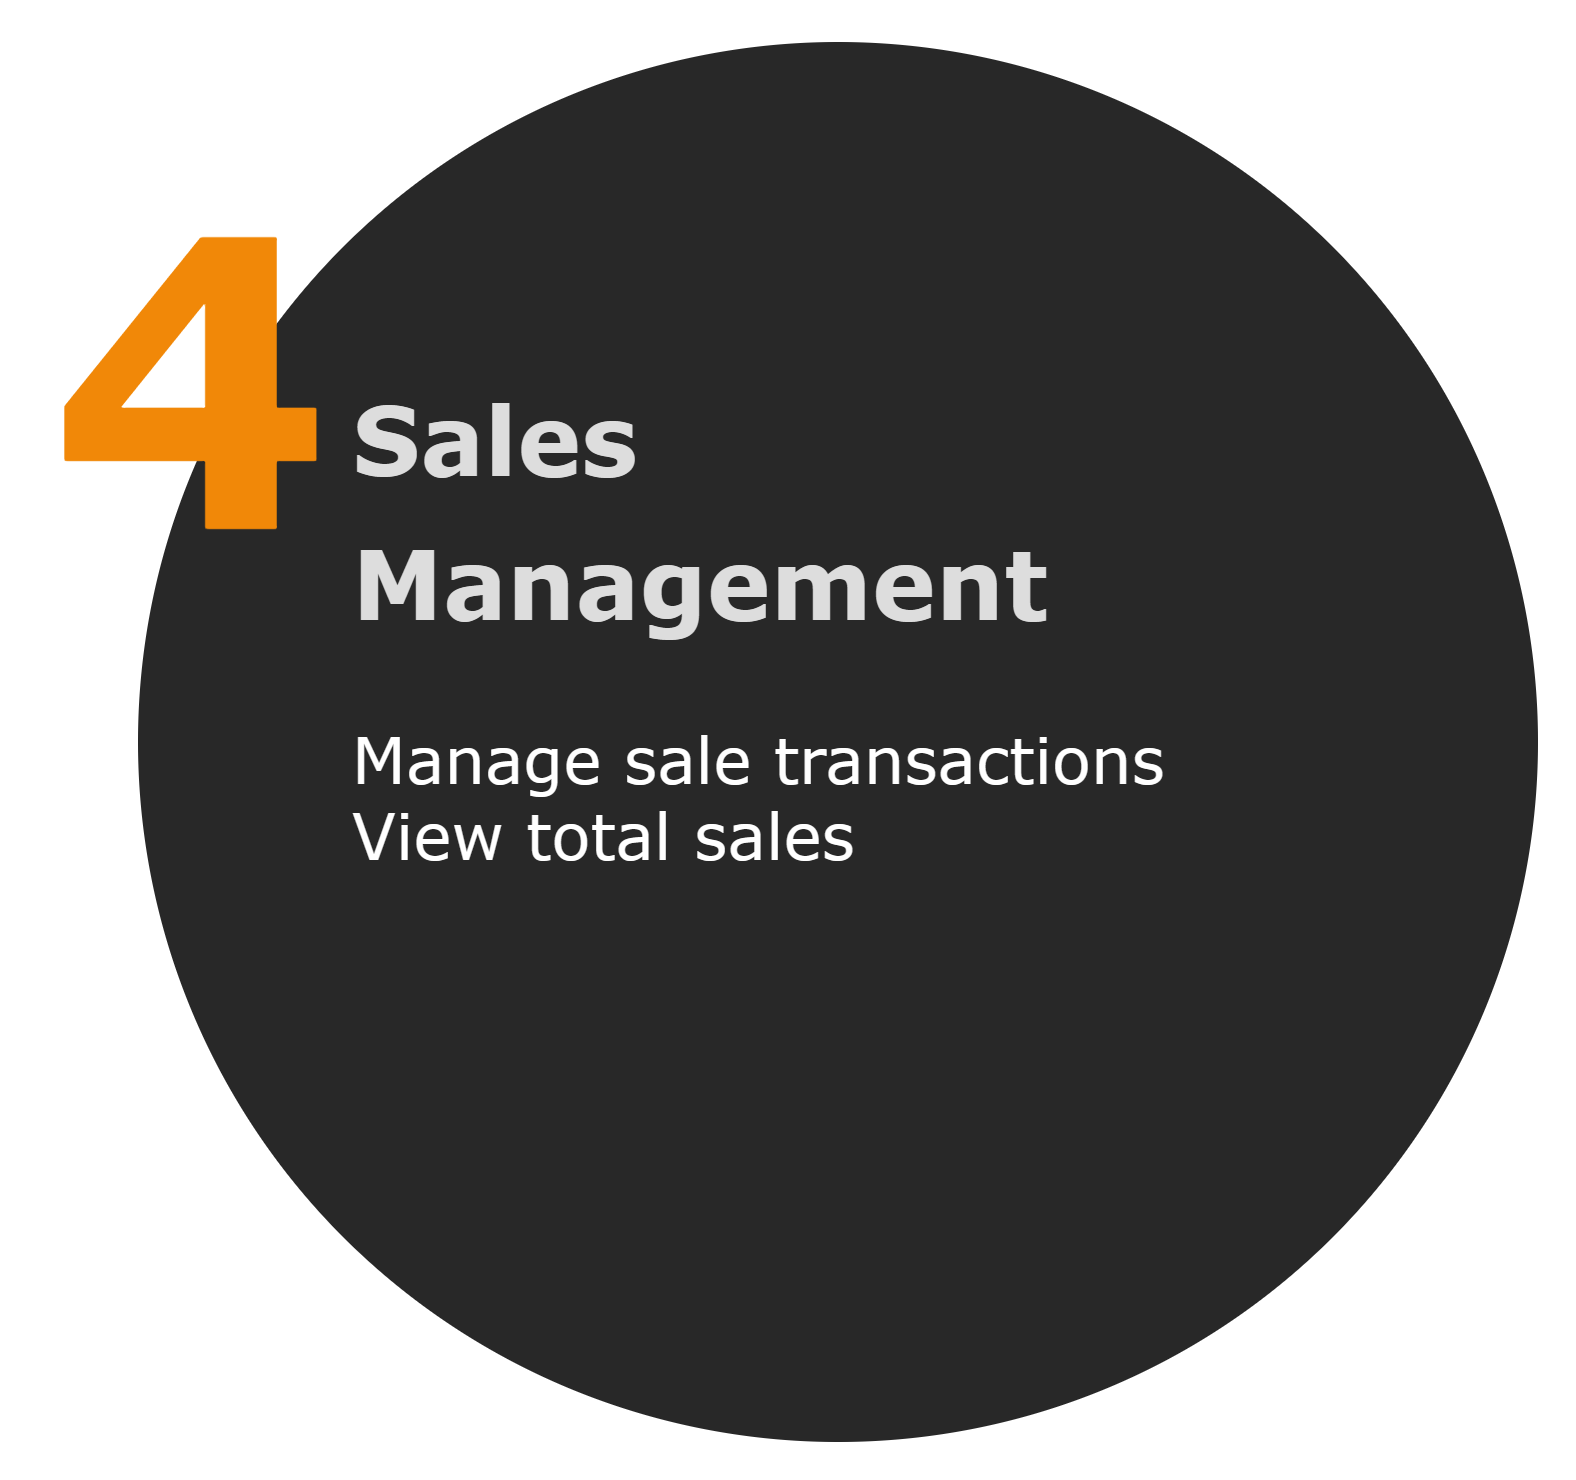 4
Sales
Management
Manage sale transactions
View total sales